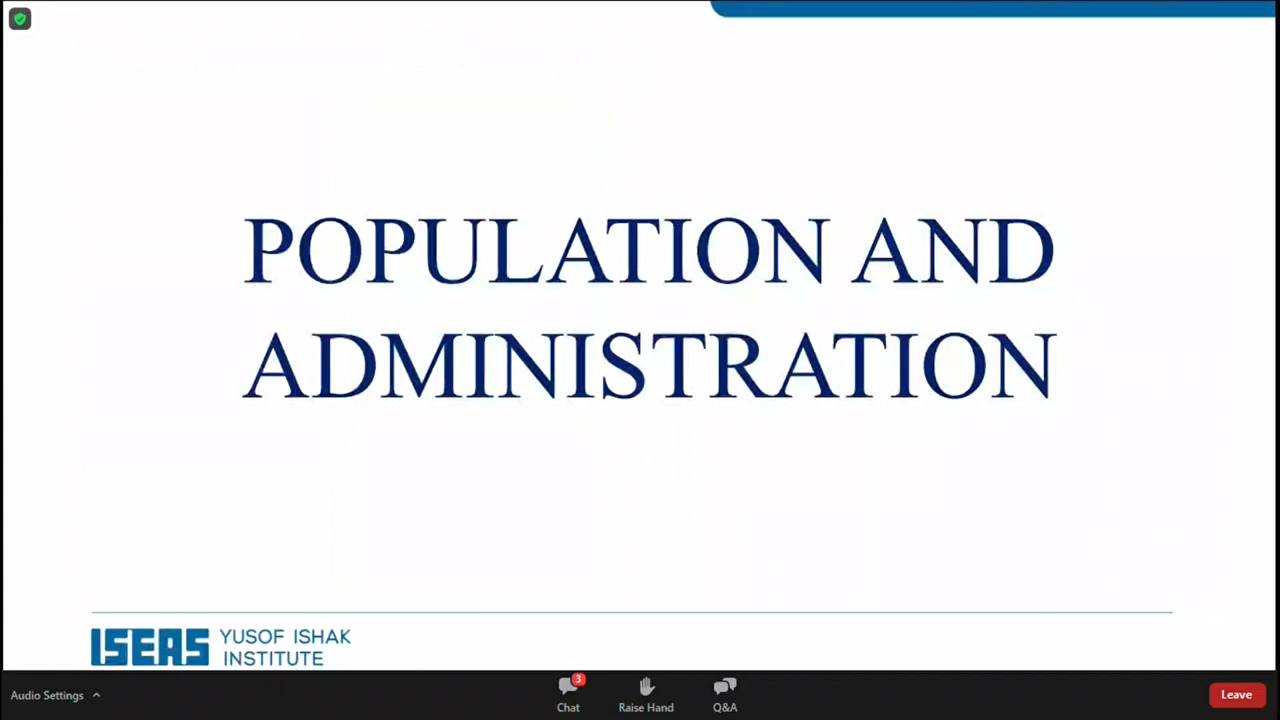 POPULATION AND
ADMINISTRATION
ISEAS YUSOF ISHAK
INSTITUTE
Audio Settings
3
Chat
Raise Hand
Q&A
Leave